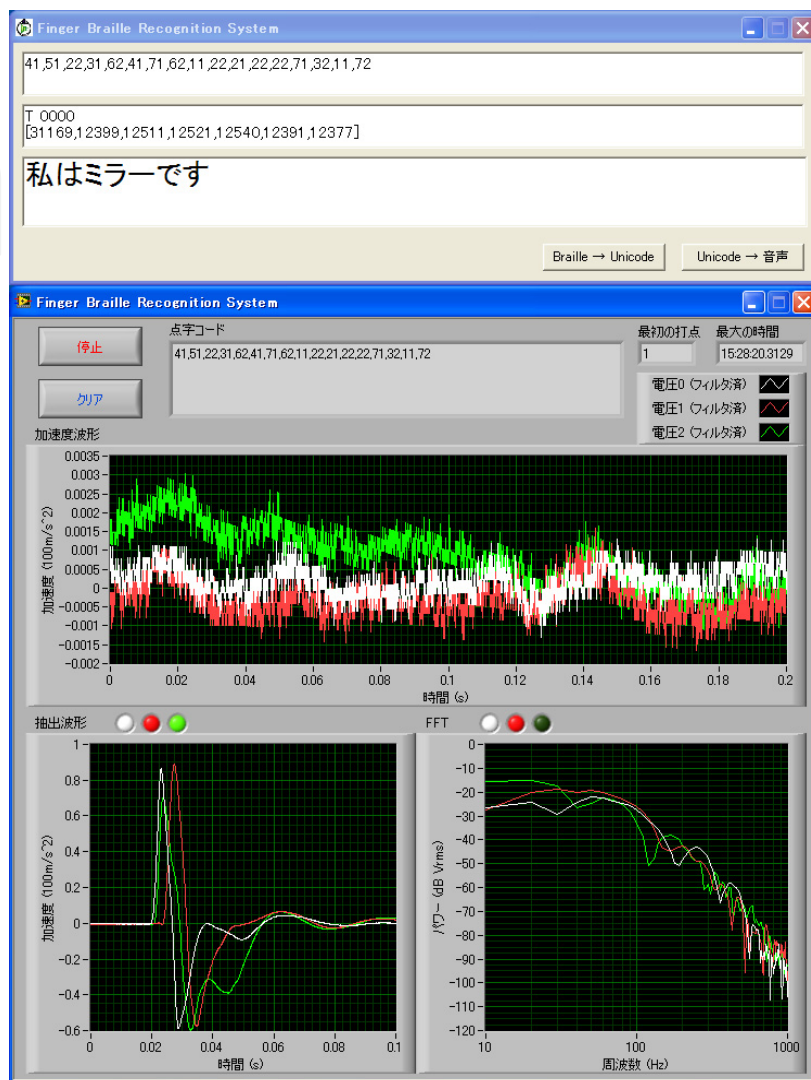 Finger Braille Recognition System
41,51,22,31,62,41,71,62,11,22,21,22,22,71,32,11,72
T 0000
[31169,12399,12511,12521,12540,12391,12377]
私はミラーです
Braille → Unicode
Unicode → 音声
Finger Braille Recognition System
停止
点字コード
41,51,22,31,62,41,71,62,11,22,21,22,22,71,32,11,72
最初の打点
1
最大の時間
15:28:20.3129
クリア
電圧0 (フィルタ済)
電圧1 (フィルタ済)
電圧2 (フィルタ済)
加速度波形
加速度 (100m/s^2)
0.0035
0.003
0.0025
0.002
0.0015
0.001
0.0005
0
-0.0005
-0.001
-0.0015
-0.002
0 0.02 0.04 0.06 0.08 0.1 0.12 0.14 0.16 0.18 0.2
時間 (s)
抽出波形
加速度 (100m/s^2)
1
0.8
0.6
0.4
0.2
0
-0.2
-0.4
-0.6
0 0.02 0.04 0.06 0.08 0.1
時間 (s)
FFT
パワー (dB Vrms)
0
-10
-20
-30
-40
-50
-60
-70
-80
-90
-100
-110
-120
10 100 1000
周波数 (Hz)